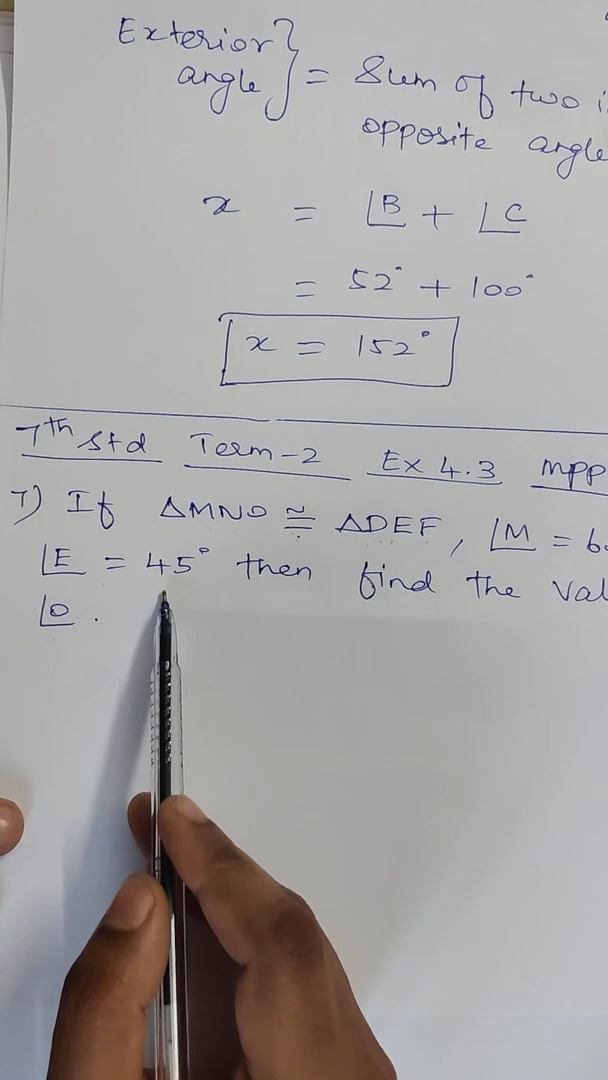 Exterior
angle } = Sum of two
opposite angle
x = ∠B + ∠C
= 52° + 100°
x = 152°
7th Std Term-2 Ex 4.3 MPP
7) If ΔMNO ≅ ΔDEF, ∠M = 6
∠E = 45° then find the val
∠O .